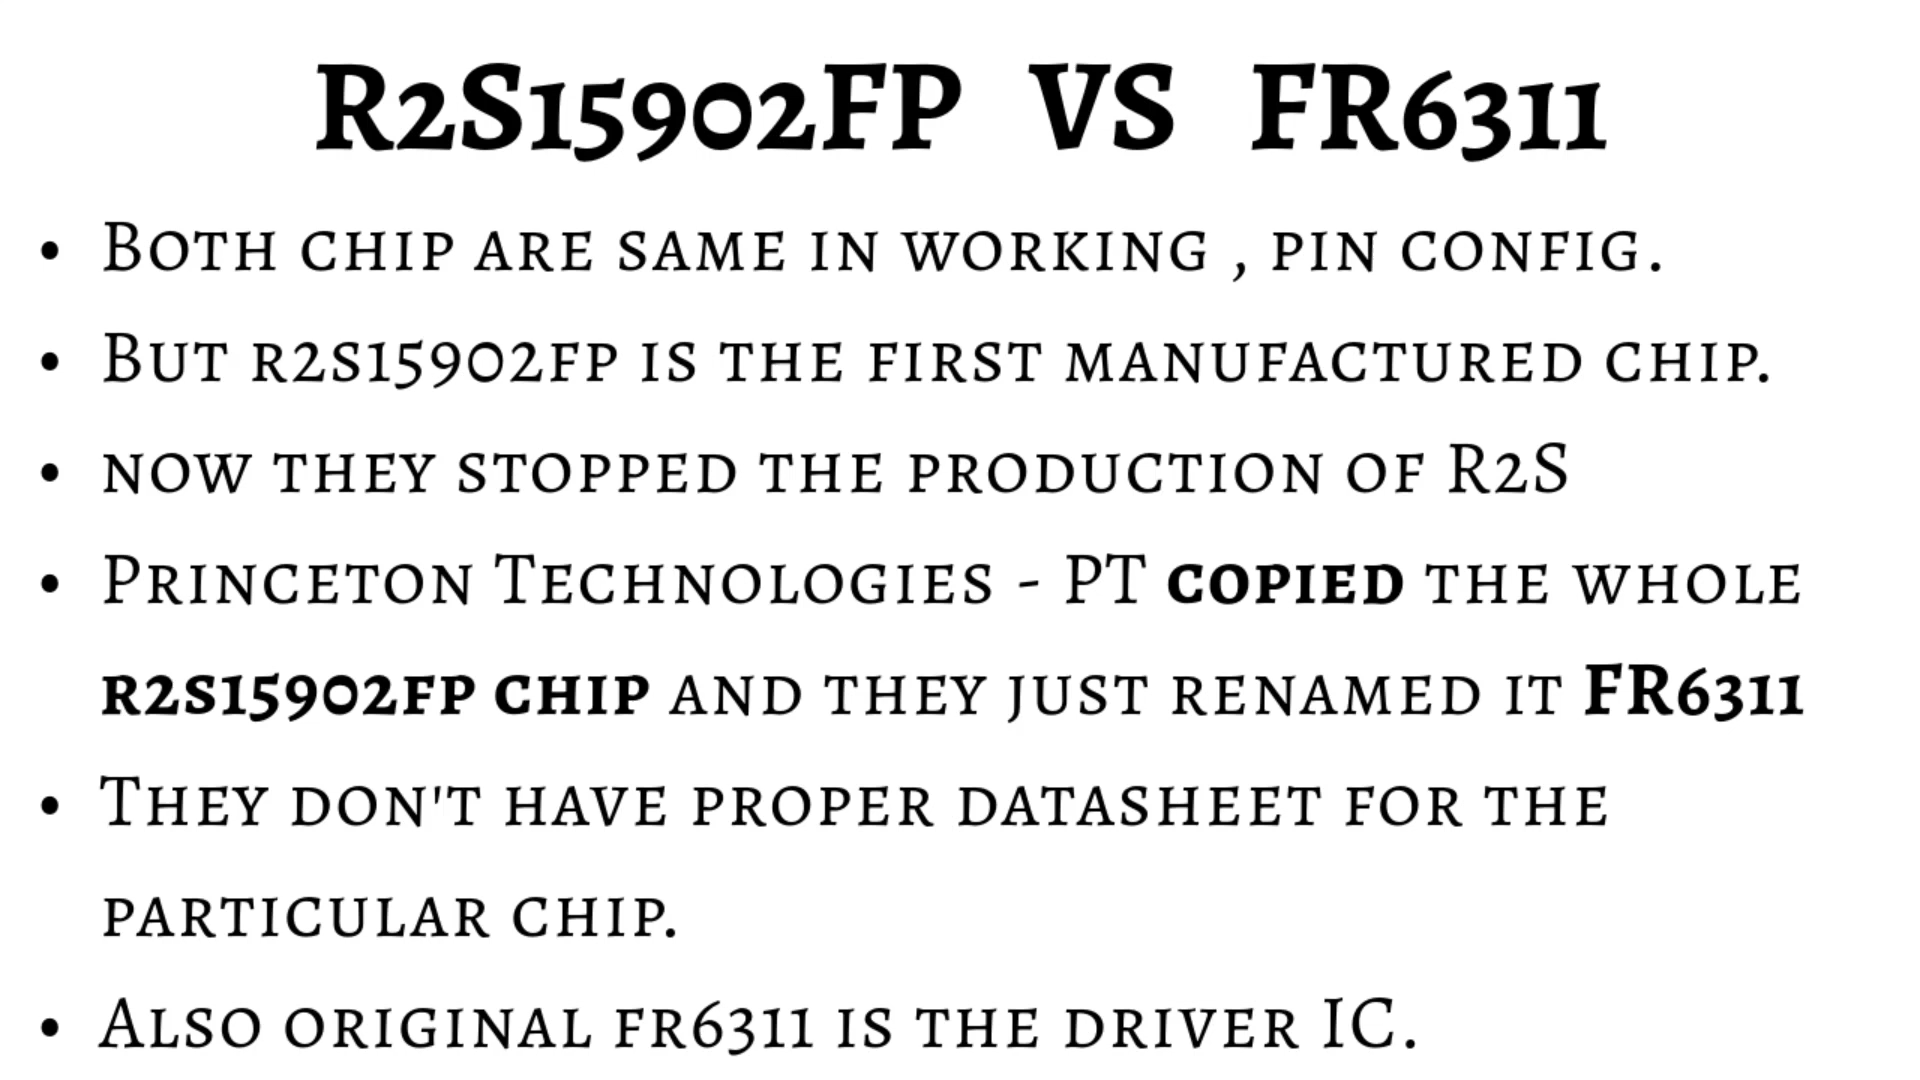 R2S15902FP VS FR6311
• Both chip are same in working , pin config.
• But r2s15902fp is the first manufactured chip.
• now they stopped the production of R2S
• Princeton Technologies - PT copied the whole
r2s15902fp chip and they just renamed it FR6311
• They don't have proper datasheet for the
particular chip.
• Also original fr6311 is the driver IC.